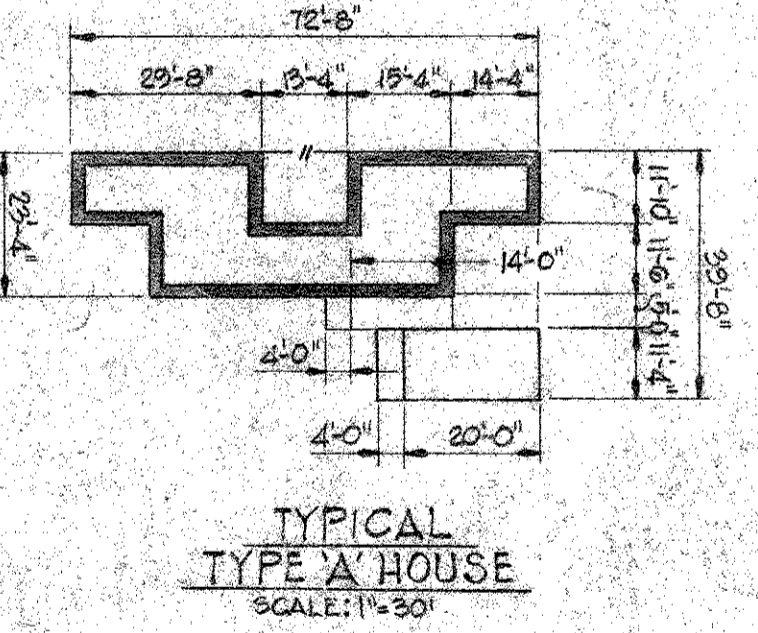 72'-8"
29'-8" 13'-4" 15'-4" 14'-4"
23'-4"
11'-10"
11'-6"
5'-0"
11'-4"
39'-8"
14'-0"
4'-0"
4'-0" 20'-0"
TYPICAL
TYPE 'A' HOUSE
SCALE: 1"=30'